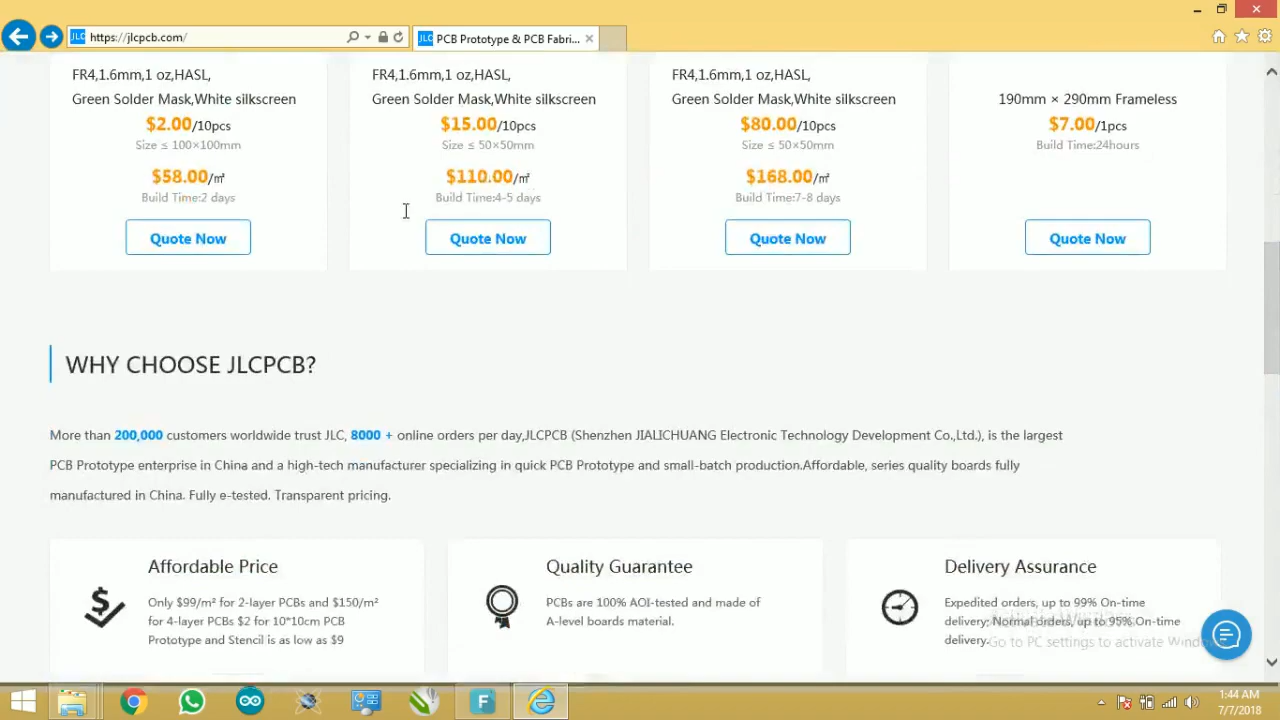 https://jlcpcb.com/
JLC PCB Prototype & PCB Fabri...
FR4,1.6mm,1 oz,HASL,
Green Solder Mask,White silkscreen
$2.00/10pcs
Size ≤ 100×100mm
$58.00/㎡
Build Time:2 days
Quote Now
FR4,1.6mm,1 oz,HASL,
Green Solder Mask,White silkscreen
$15.00/10pcs
Size ≤ 50×50mm
$110.00/㎡
Build Time:4-5 days
Quote Now
FR4,1.6mm,1 oz,HASL,
Green Solder Mask,White silkscreen
$80.00/10pcs
Size ≤ 50×50mm
$168.00/㎡
Build Time:7-8 days
Quote Now
190mm × 290mm Frameless
$7.00/1pcs
Build Time:24hours
Quote Now
WHY CHOOSE JLCPCB?
More than 200,000 customers worldwide trust JLC, 8000 + online orders per day,JLCPCB (Shenzhen JIALICHUANG Electronic Technology Development Co.,Ltd.), is the largest
PCB Prototype enterprise in China and a high-tech manufacturer specializing in quick PCB Prototype and small-batch production.Affordable, series quality boards fully
manufactured in China. Fully e-tested. Transparent pricing.
Affordable Price
Only $99/m² for 2-layer PCBs and $150/m²
for 4-layer PCBs $2 for 10*10cm PCB
Prototype and Stencil is as low as $9
Quality Guarantee
PCBs are 100% AOI-tested and made of
A-level boards material.
Delivery Assurance
Expedited orders, up to 99% On-time
delivery; Normal orders, up to 95% On-time
delivery.
Go to PC settings to activate Windows
1:44 AM
7/7/2018